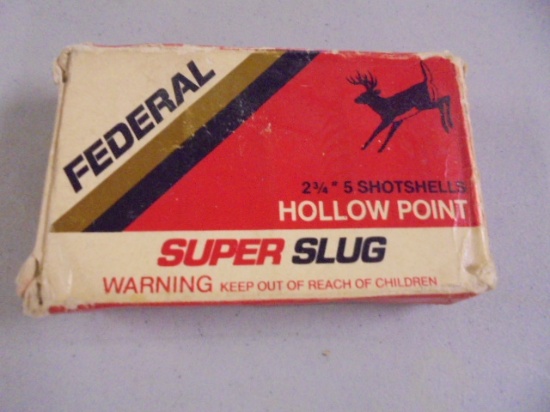 FEDERAL
2¾" 5 SHOTSHELLS
HOLLOW POINT
SUPER SLUG
WARNING KEEP OUT OF REACH OF CHILDREN